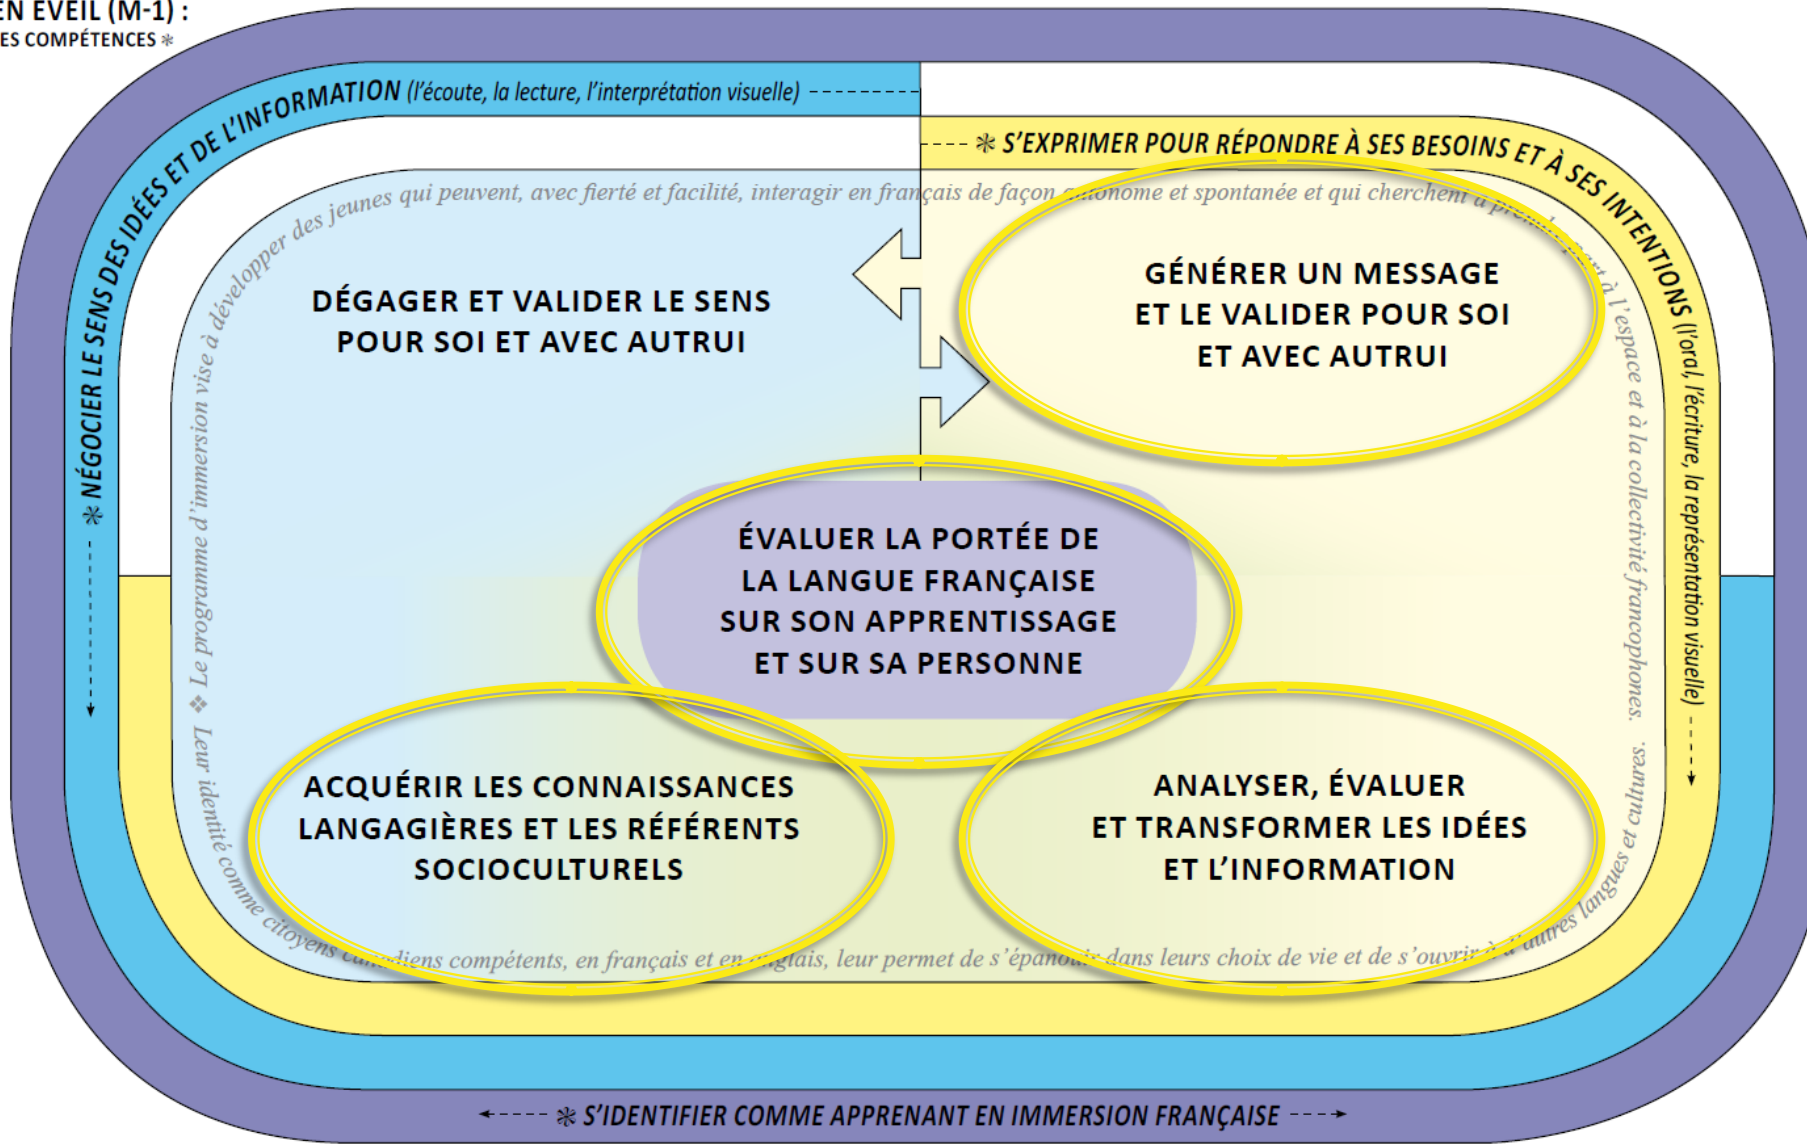 EN ÉVEIL (M-1) :
ES COMPÉTENCES *
* NÉGOCIER LE SENS DES IDÉES ET DE L'INFORMATION (l'écoute, la lecture, l'interprétation visuelle)
* S'EXPRIMER POUR RÉPONDRE À SES BESOINS ET À SES INTENTIONS (l'oral, l'écriture, la représentation visuelle)
❖ Le programme d'immersion vise à développer des jeunes qui peuvent, avec fierté et facilité, interagir en français de façon autonome et spontanée et qui cherchent à prendre part à l'espace et à la collectivité francophones.
DÉGAGER ET VALIDER LE SENS
POUR SOI ET AVEC AUTRUI
GÉNÉRER UN MESSAGE
ET LE VALIDER POUR SOI
ET AVEC AUTRUI
ÉVALUER LA PORTÉE DE
LA LANGUE FRANÇAISE
SUR SON APPRENTISSAGE
ET SUR SA PERSONNE
ACQUÉRIR LES CONNAISSANCES
LANGAGIÈRES ET LES RÉFÉRENTS
SOCIOCULTURELS
ANALYSER, ÉVALUER
ET TRANSFORMER LES IDÉES
ET L'INFORMATION
Leur identité comme citoyens canadiens compétents, en français et en anglais, leur permet de s'épanouir dans leurs choix de vie et de s'ouvrir à d'autres langues et cultures.
* S'IDENTIFIER COMME APPRENANT EN IMMERSION FRANÇAISE